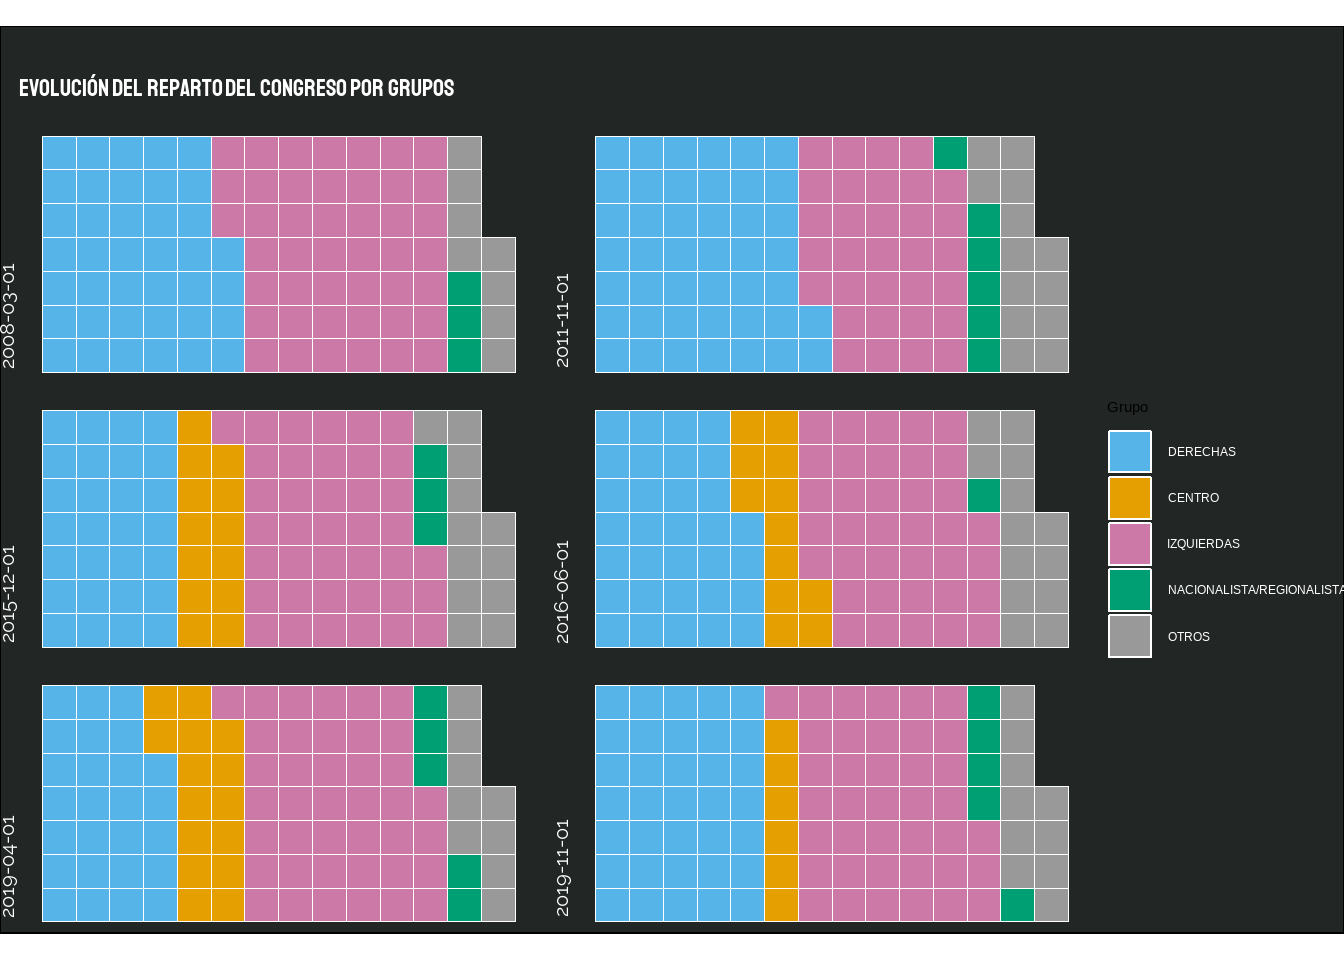 EVOLUCIÓN DEL REPARTO DEL CONGRESO POR GRUPOS
2008-03-01
2011-11-01
2015-12-01
2016-06-01
2019-04-01
2019-11-01
Grupo
DERECHAS
CENTRO
IZQUIERDAS
NACIONALISTA/REGIONALISTA
OTROS